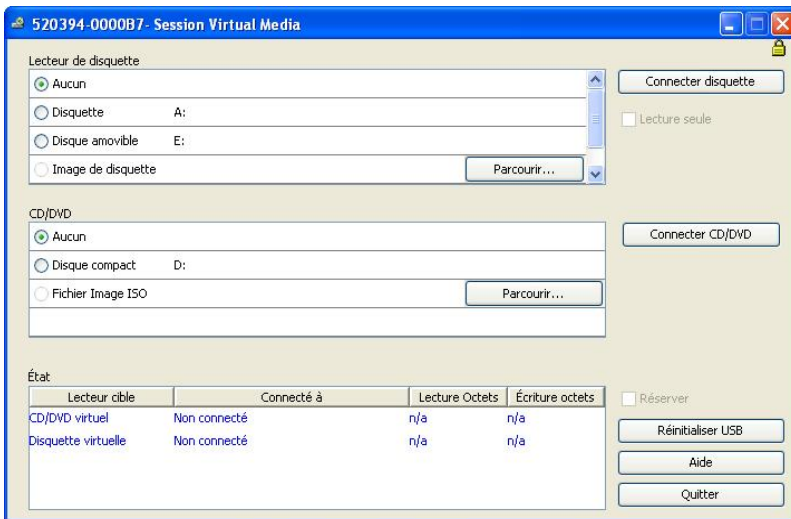 520394-0000B7- Session Virtual Media
Lecteur de disquette
Aucun
Connecter disquette
Disquette A:
Lecture seule
Disque amovible E:
Image de disquette Parcourir...
CD/DVD
Aucun
Connecter CD/DVD
Disque compact D:
Fichier Image ISO Parcourir...
État
Lecteur cible Connecté à Lecture Octets Écriture octets
Réserver
CD/DVD virtuel Non connecté n/a n/a
Disquette virtuelle Non connecté n/a n/a
Réinitialiser USB
Aide
Quitter